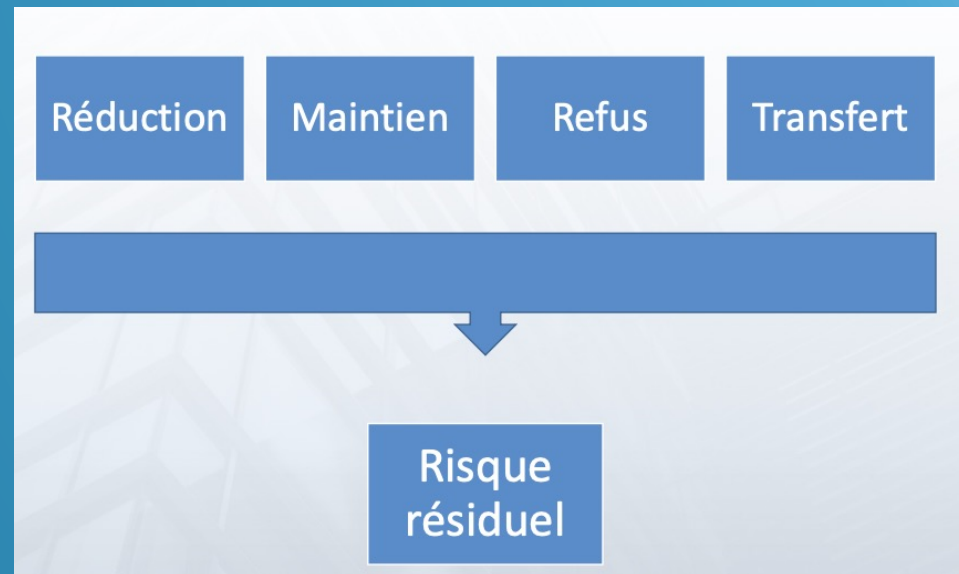 Réduction
Maintien
Refus
Transfert
Risque
résiduel